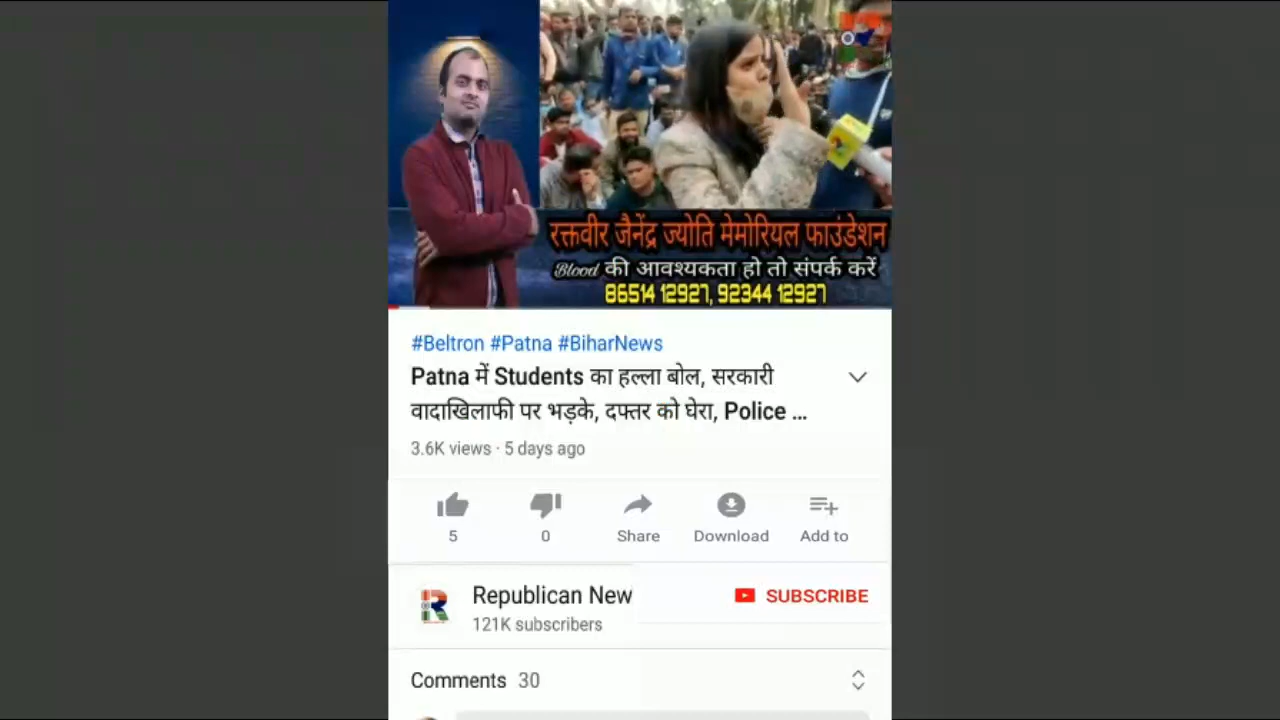 रक्तवीर जैनेंद्र ज्योति मेमोरियल फाउंडेशन
Blood की आवश्यकता हो तो संपर्क करें
86514 12927, 92344 12927
#Beltron #Patna #BiharNews
Patna में Students का हल्ला बोल, सरकारी
वादाखिलाफी पर भड़के, दफ्तर को घेरा, Police ...
3.6K views · 5 days ago
5
0
Share
Download
Add to
R
Republican New
121K subscribers
SUBSCRIBE
Comments 30